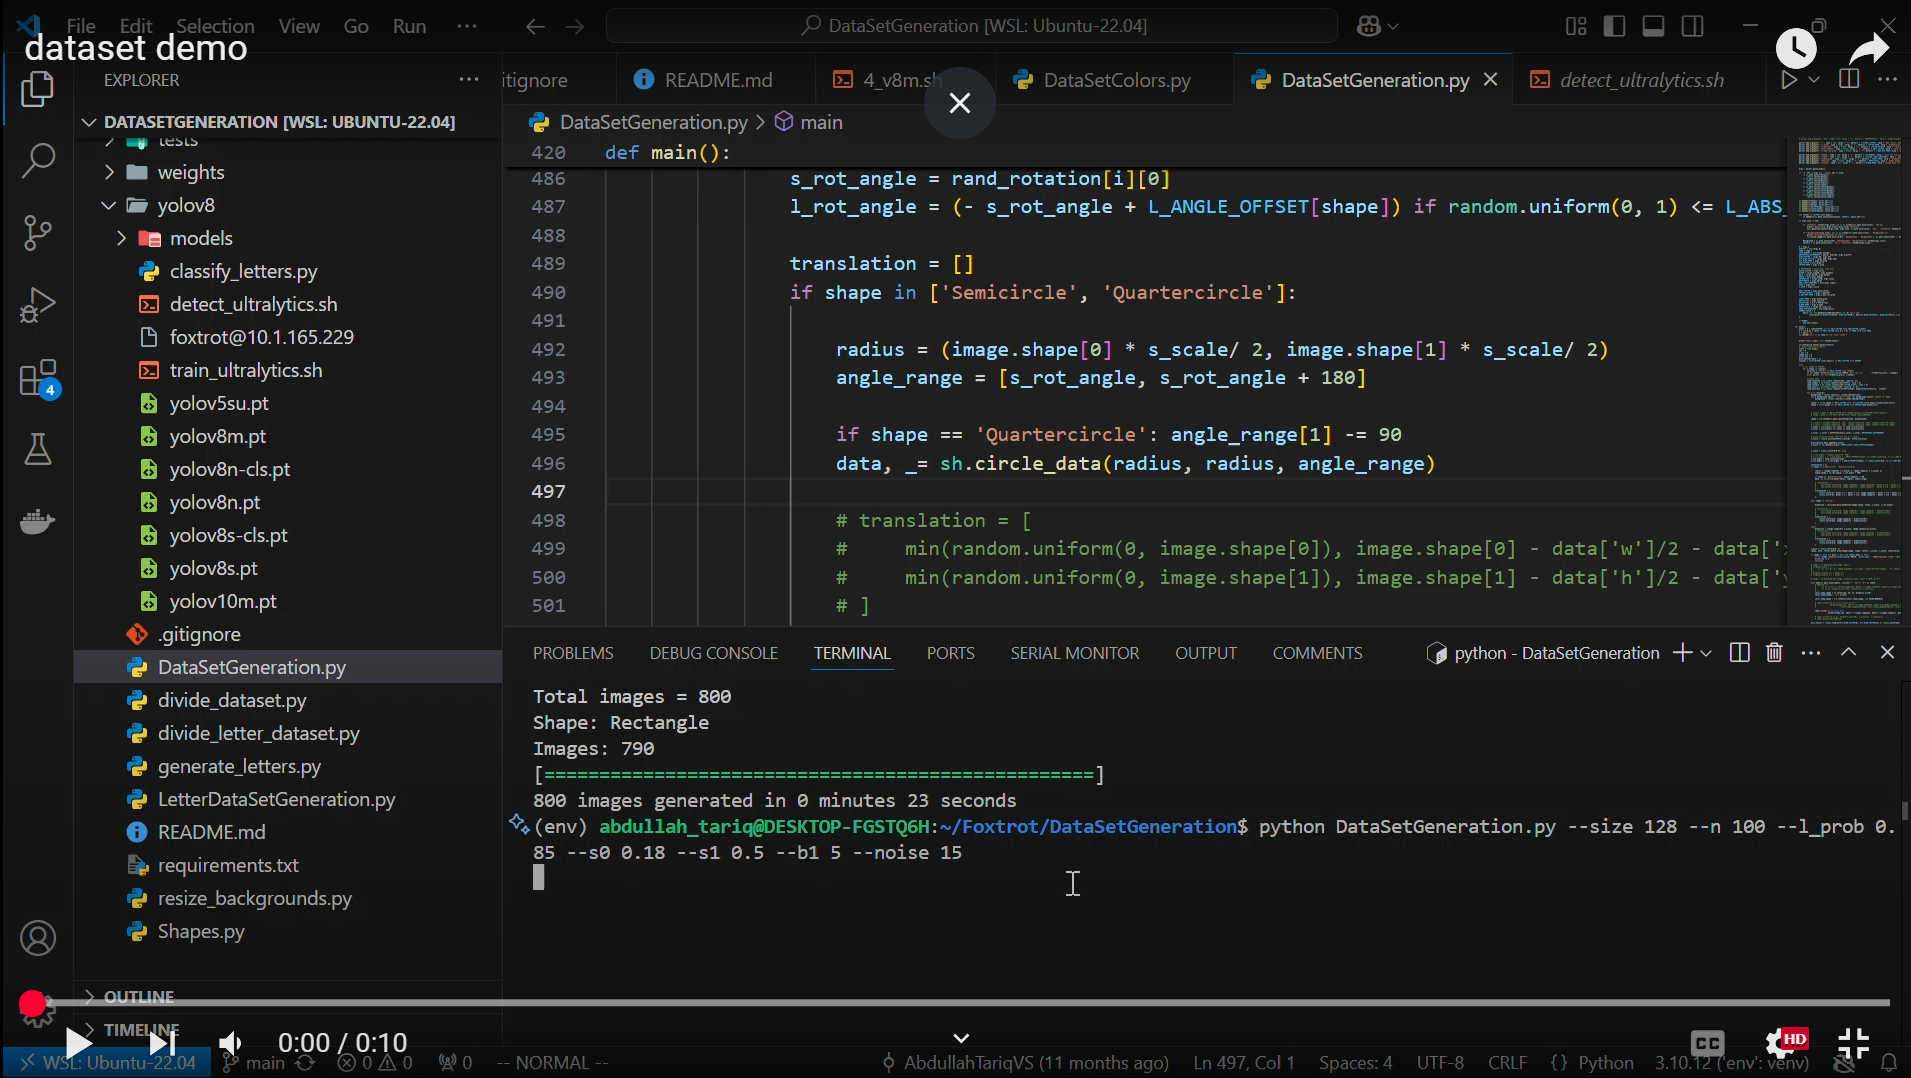 File Edit Selection View Go Run ···
DataSetGeneration [WSL: Ubuntu-22.04]
dataset demo
EXPLORER
itignore
README.md
4_v8m.sh
DataSetColors.py
DataSetGeneration.py
detect_ultralytics.sh
DATASETGENERATION [WSL: UBUNTU-22.04]
DataSetGeneration.py > main
tests
weights
yolov8
models
classify_letters.py
detect_ultralytics.sh
foxtrot@10.1.165.229
train_ultralytics.sh
yolov5su.pt
yolov8m.pt
yolov8n-cls.pt
yolov8n.pt
yolov8s-cls.pt
yolov8s.pt
yolov10m.pt
.gitignore
DataSetGeneration.py
divide_dataset.py
divide_letter_dataset.py
generate_letters.py
LetterDataSetGeneration.py
README.md
requirements.txt
resize_backgrounds.py
Shapes.py
OUTLINE
TIMELINE
4
420 def main():
486 s_rot_angle = rand_rotation[i][0]
487 l_rot_angle = (- s_rot_angle + L_ANGLE_OFFSET[shape]) if random.uniform(0, 1) <= L_ABS_
488
489 translation = []
490 if shape in ['Semicircle', 'Quartercircle']:
491
492 radius = (image.shape[0] * s_scale/ 2, image.shape[1] * s_scale/ 2)
493 angle_range = [s_rot_angle, s_rot_angle + 180]
494
495 if shape == 'Quartercircle': angle_range[1] -= 90
496 data, _= sh.circle_data(radius, radius, angle_range)
497
498 # translation = [
499 # min(random.uniform(0, image.shape[0]), image.shape[0] - data['w']/2 - data['x
500 # min(random.uniform(0, image.shape[1]), image.shape[1] - data['h']/2 - data['y
501 # ]
PROBLEMS DEBUG CONSOLE TERMINAL PORTS SERIAL MONITOR OUTPUT COMMENTS
python - DataSetGeneration
Total images = 800
Shape: Rectangle
Images: 790
[==================================================]
800 images generated in 0 minutes 23 seconds
(env) abdullah_tariq@DESKTOP-FGSTQ6H:~/Foxtrot/DataSetGeneration$ python DataSetGeneration.py --size 128 --n 100 --l_prob 0.
85 --s0 0.18 --s1 0.5 --b1 5 --noise 15
0:00 / 0:10
CC
HD
WSL: Ubuntu-22.04 main 0 0 0 -- NORMAL -- AbdullahTariqVS (11 months ago) Ln 497, Col 1 Spaces: 4 UTF-8 CRLF {} Python 3.10.12 ('env': venv)